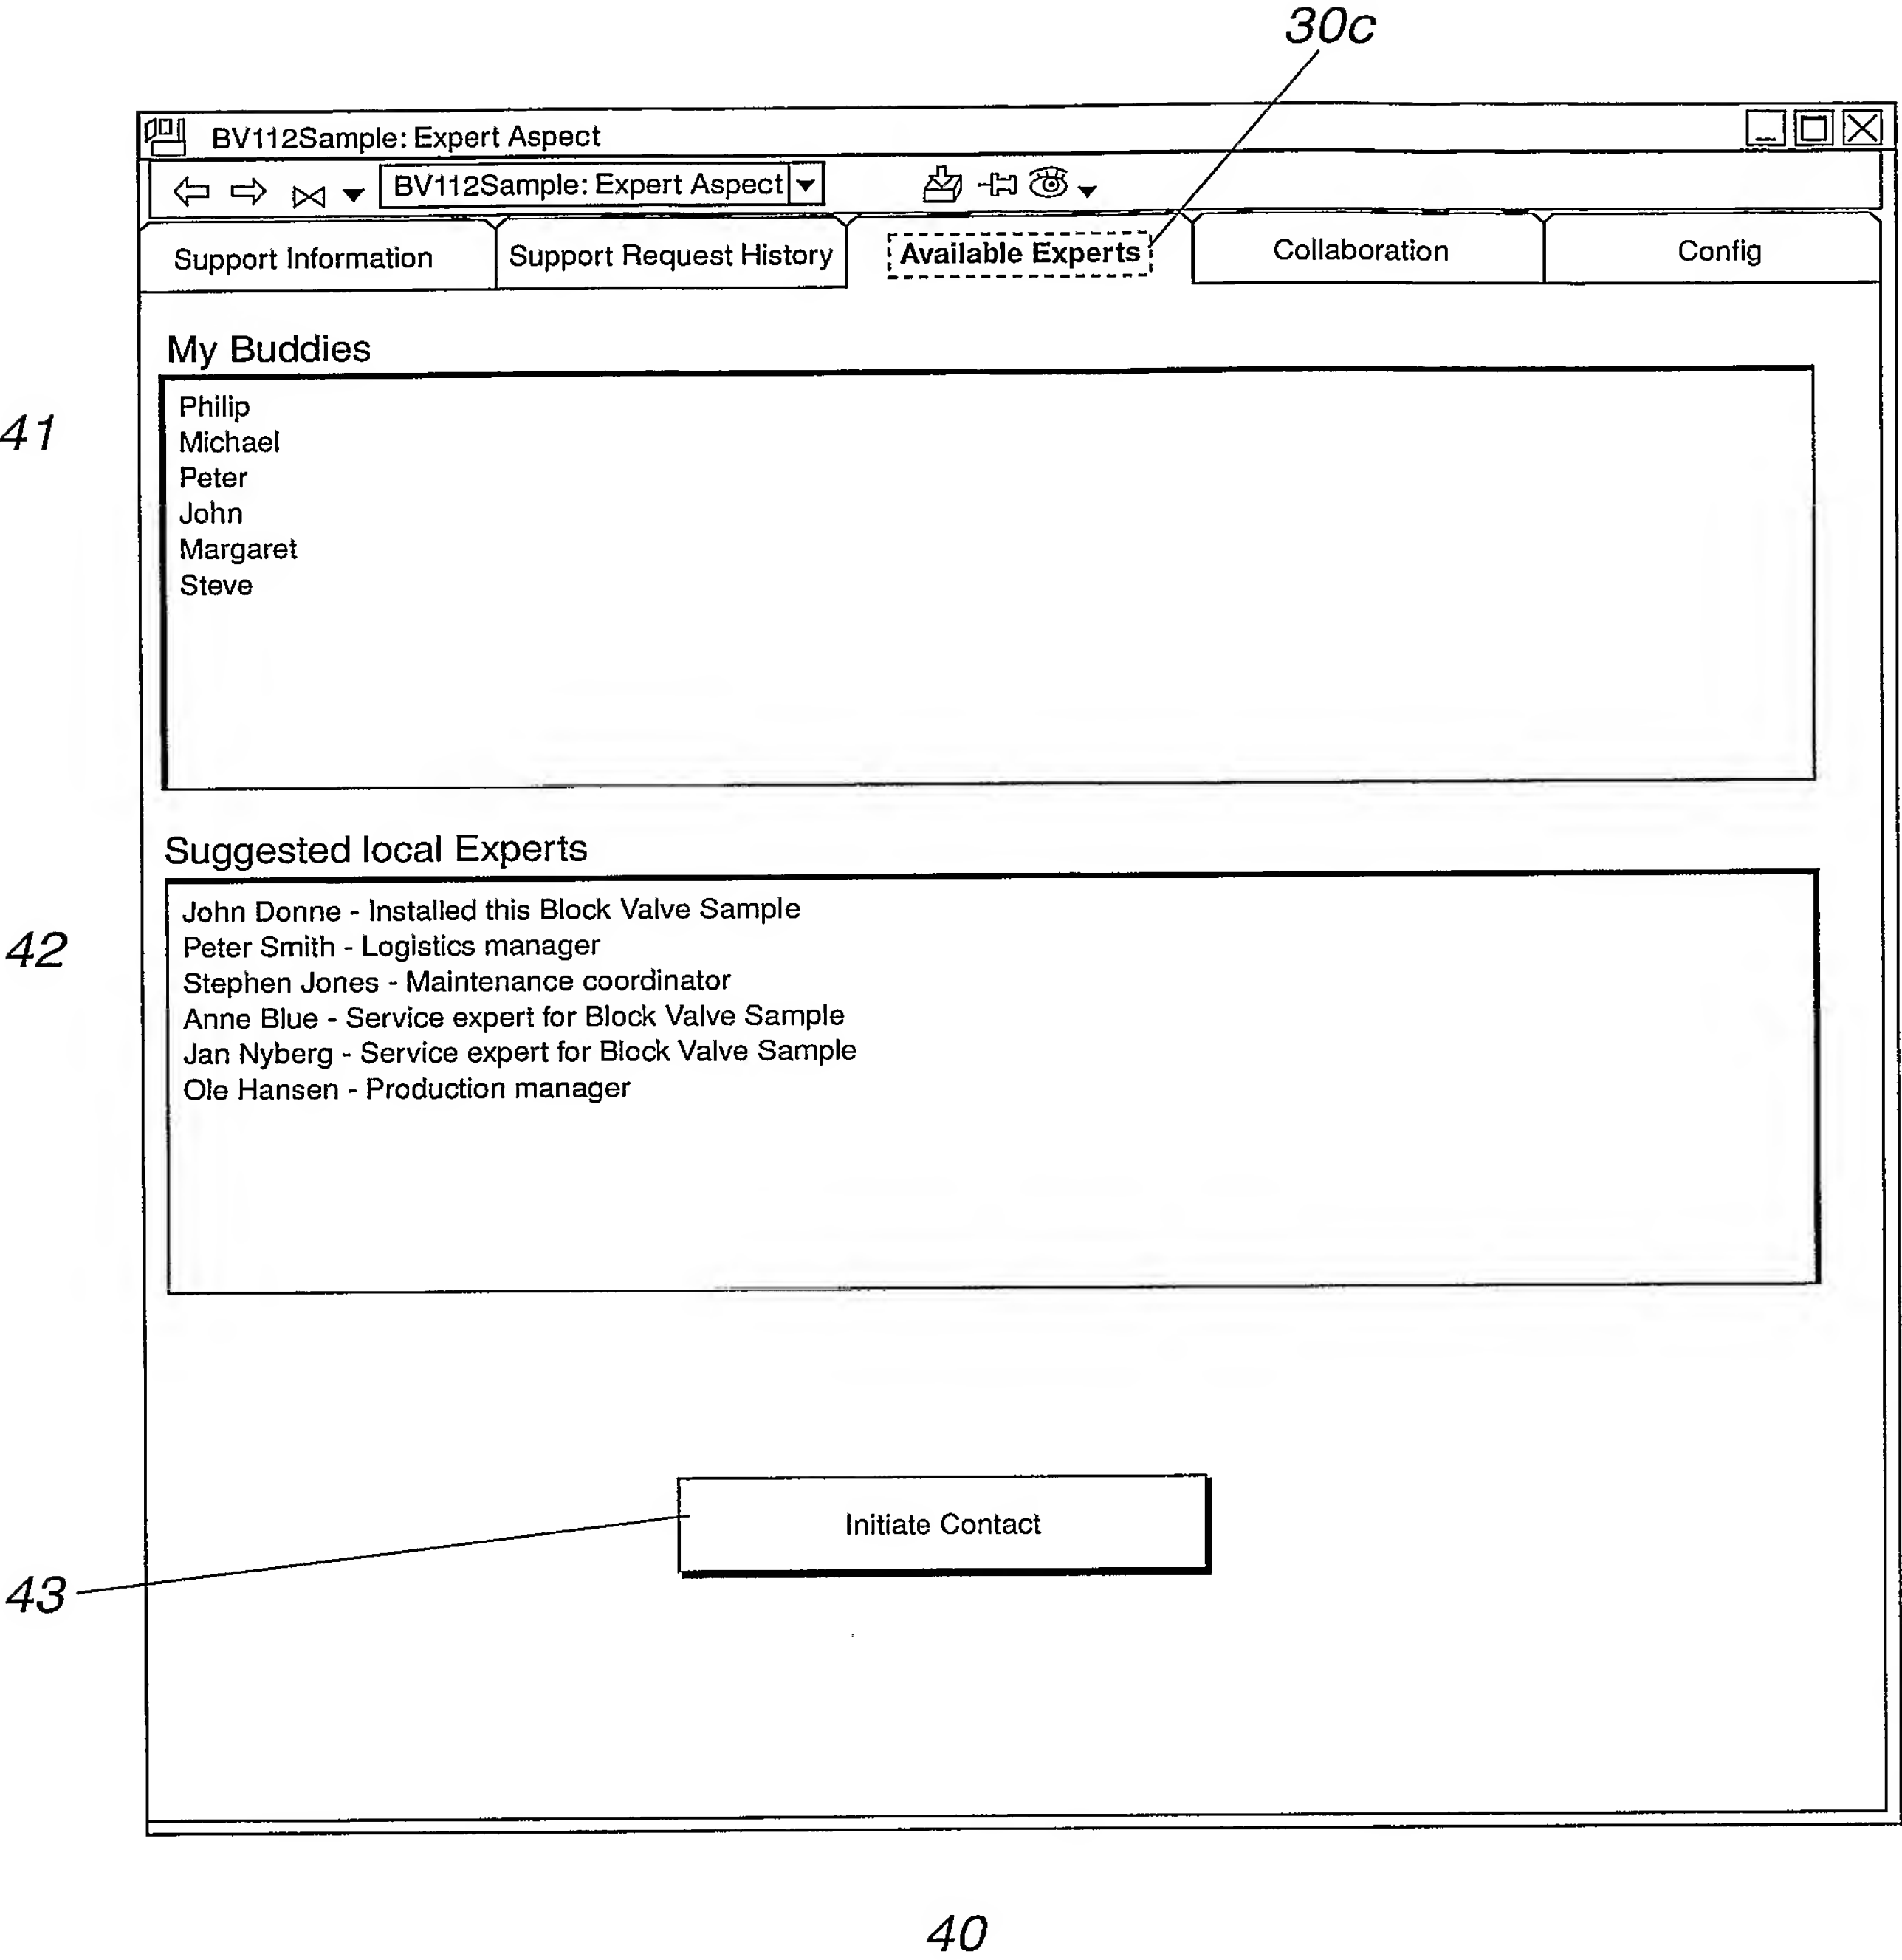 30c
BV112Sample: Expert Aspect
BV112Sample: Expert Aspect
Support Information Support Request History Available Experts Collaboration Config
My Buddies
41
Philip
Michael
Peter
John
Margaret
Steve
Suggested local Experts
42
John Donne - Installed this Block Valve Sample
Peter Smith - Logistics manager
Stephen Jones - Maintenance coordinator
Anne Blue - Service expert for Block Valve Sample
Jan Nyberg - Service expert for Block Valve Sample
Ole Hansen - Production manager
Initiate Contact
43
40